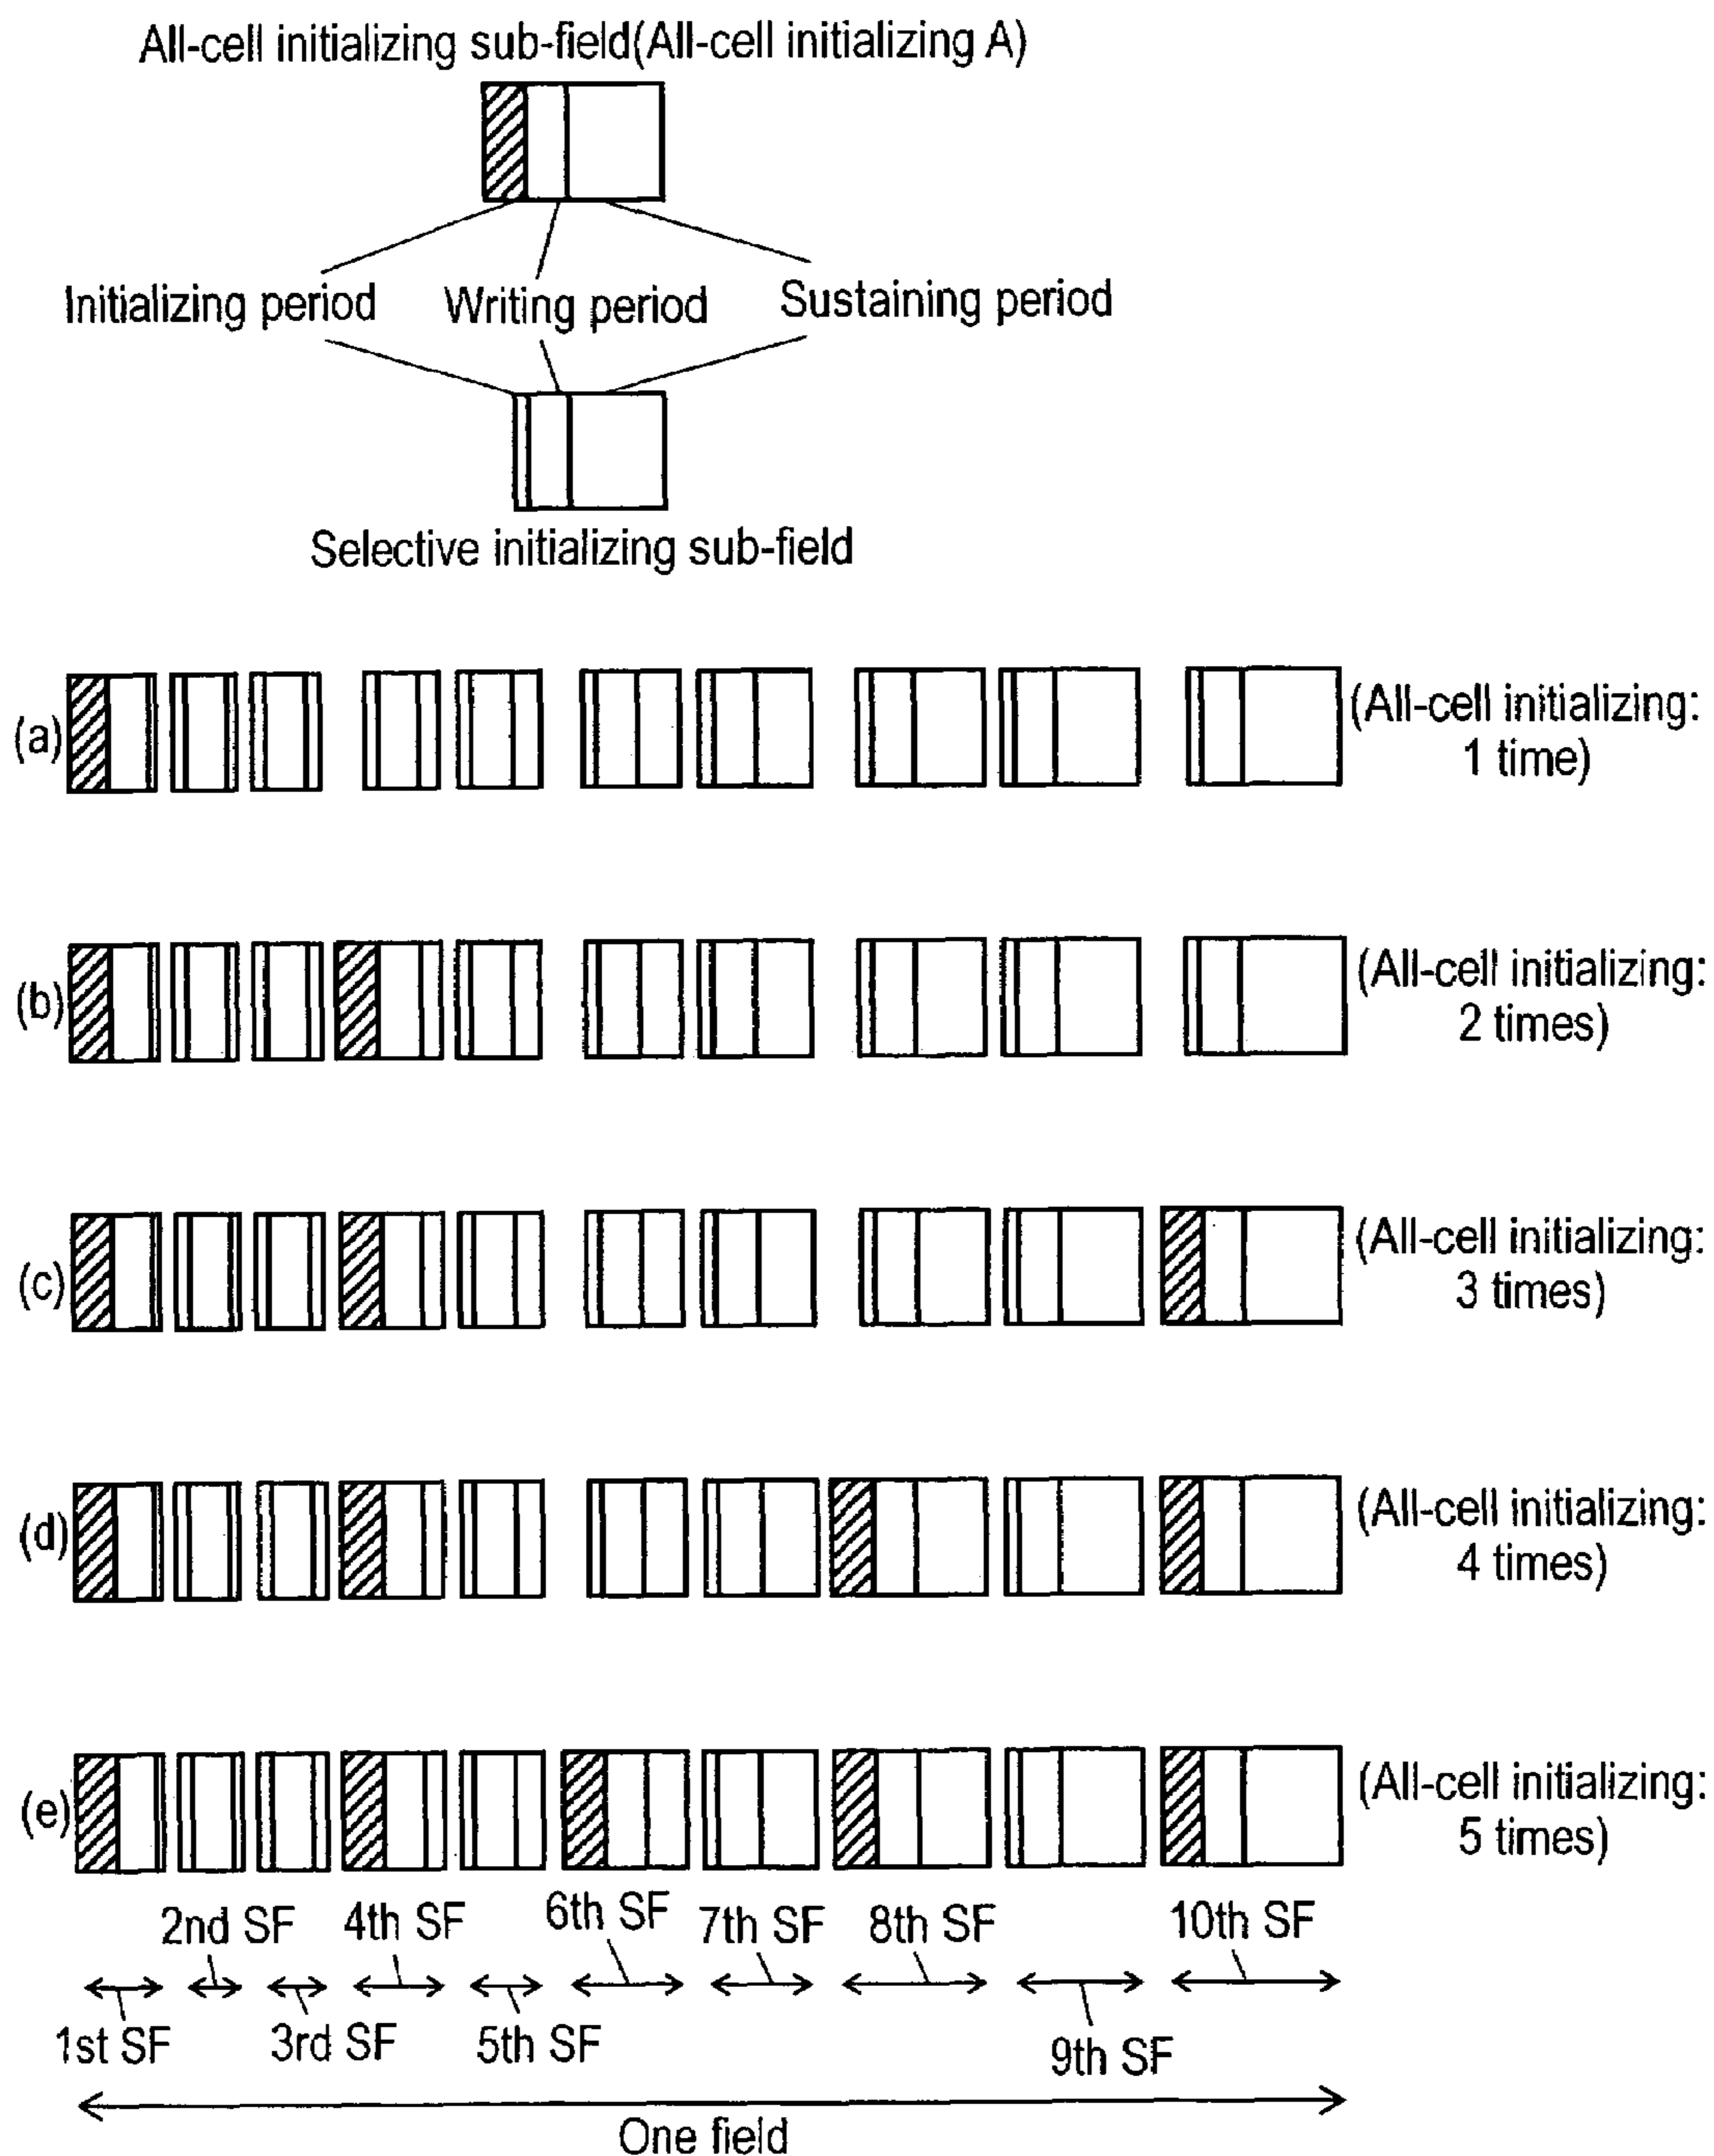 All-cell initializing sub-field(All-cell initializing A)
Initializing period
Writing period
Sustaining period
Selective initializing sub-field
(a)
(All-cell initializing:
1 time)
(b)
(All-cell initializing:
2 times)
(c)
(All-cell initializing:
3 times)
(d)
(All-cell initializing:
4 times)
(e)
(All-cell initializing:
5 times)
2nd SF
4th SF
6th SF
7th SF
8th SF
10th SF
1st SF
3rd SF
5th SF
9th SF
One field